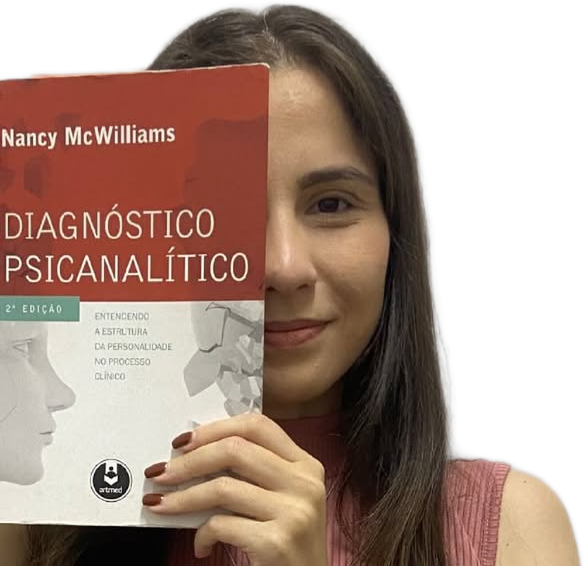 Nancy McWilliams
DIAGNÓSTICO
PSICANALÍTICO
2ª EDIÇÃO
ENTENDENDO
A ESTRUTURA
DA PERSONALIDADE
NO PROCESSO
CLÍNICO
artmed